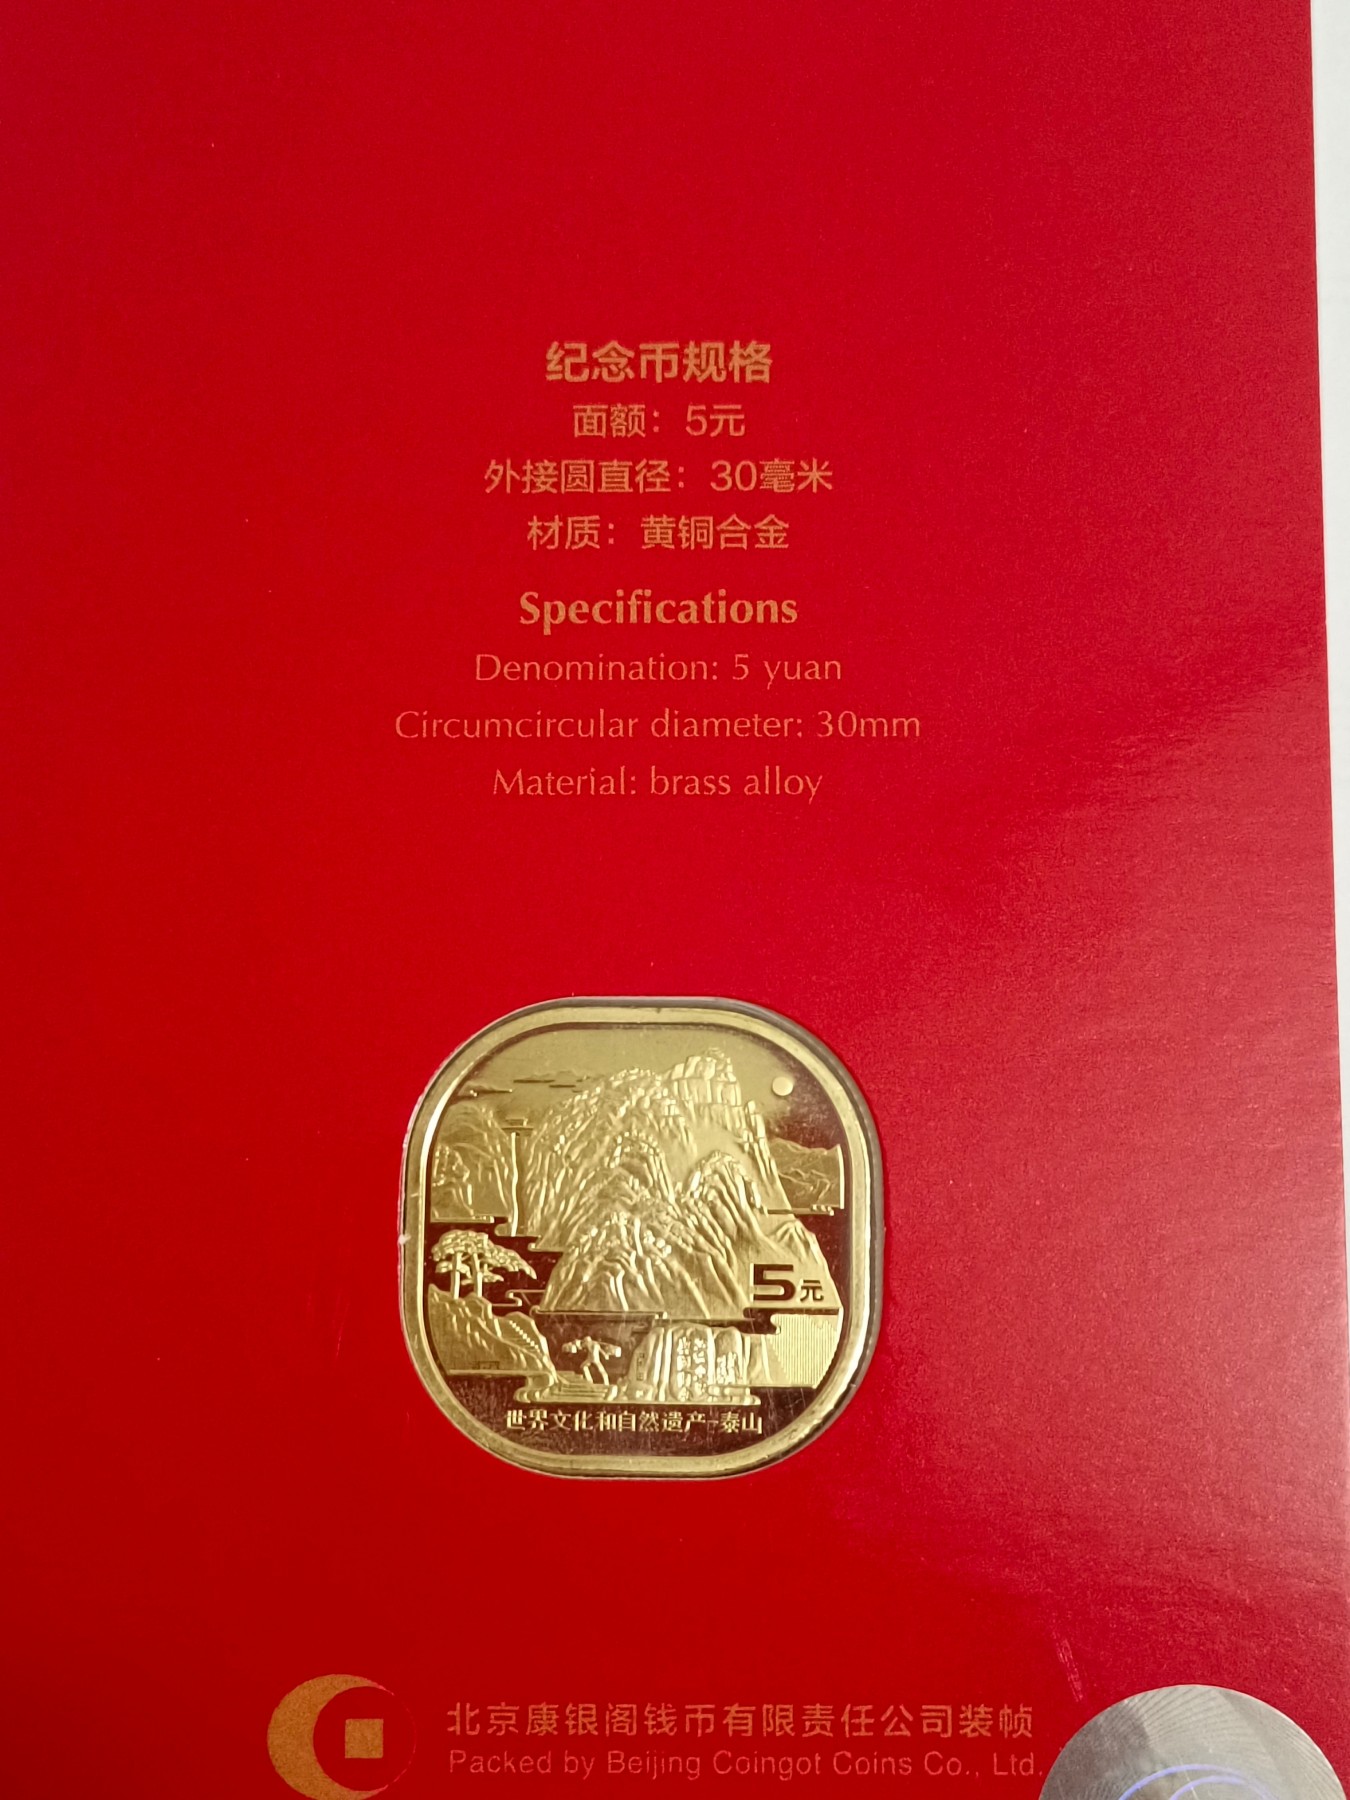 纪念币规格
面额：5元
外接圆直径：30毫米
材质：黄铜合金
Specifications
Denomination: 5 yuan
Circumcircular diameter: 30mm
Material: brass alloy
5元
世界文化和自然遗产-泰山
北京康银阁钱币有限责任公司装帧
Packed by Beijing Coingot Coins Co., Ltd.